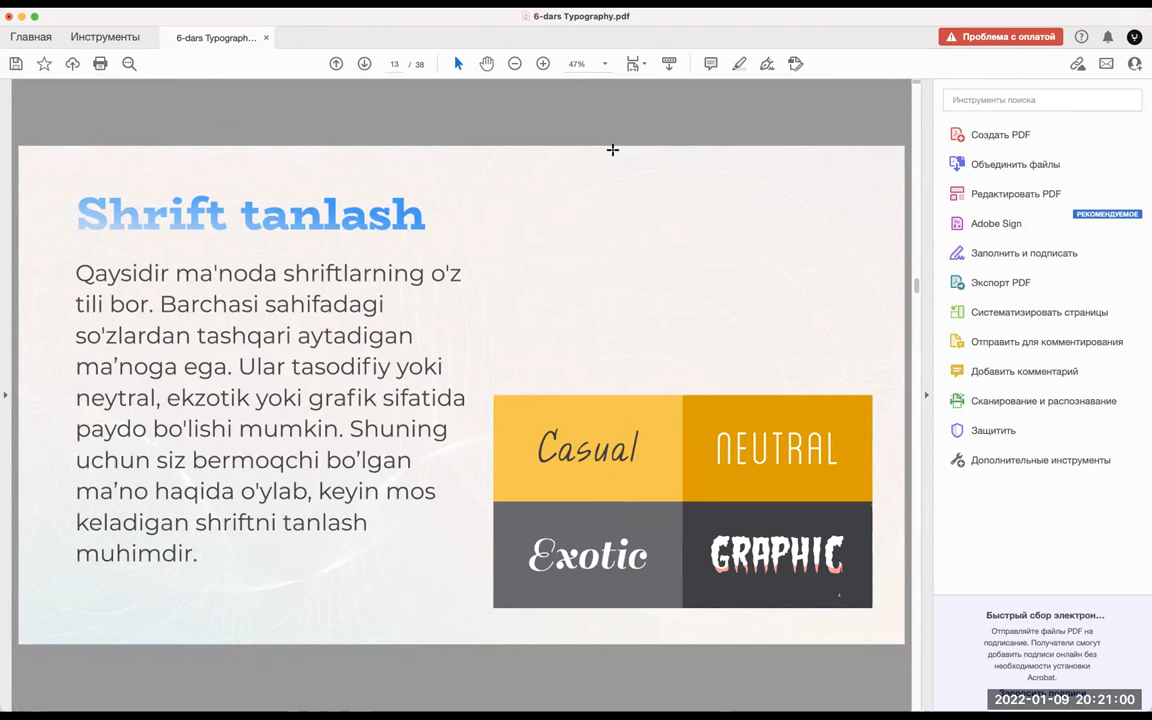 6-dars Typography.pdf
Главная
Инструменты
6-dars Typograph...
×
Проблема с оплатой
13 / 38
47%
Shrift tanlash
Qaysidir ma'noda shriftlarning o'z
tili bor. Barchasi sahifadagi
so'zlardan tashqari aytadigan
ma’noga ega. Ular tasodifiy yoki
neytral, ekzotik yoki grafik sifatida
paydo bo'lishi mumkin. Shuning
uchun siz bermoqchi bo’lgan
ma’no haqida o'ylab, keyin mos
keladigan shriftni tanlash
muhimdir.
Casual
NEUTRAL
Exotic
GRAPHIC
Инструменты поиска
Создать PDF
Объединить файлы
Редактировать PDF
РЕКОМЕНДУЕМОЕ
Adobe Sign
Заполнить и подписать
Экспорт PDF
Систематизировать страницы
Отправить для комментирования
Добавить комментарий
Сканирование и распознавание
Защитить
Дополнительные инструменты
Быстрый сбор электрон...
Отправляйте файлы PDF на
подписание. Получатели смогут
добавить подписи онлайн без
необходимости установки
Acrobat.
2022-01-09 20:21:00